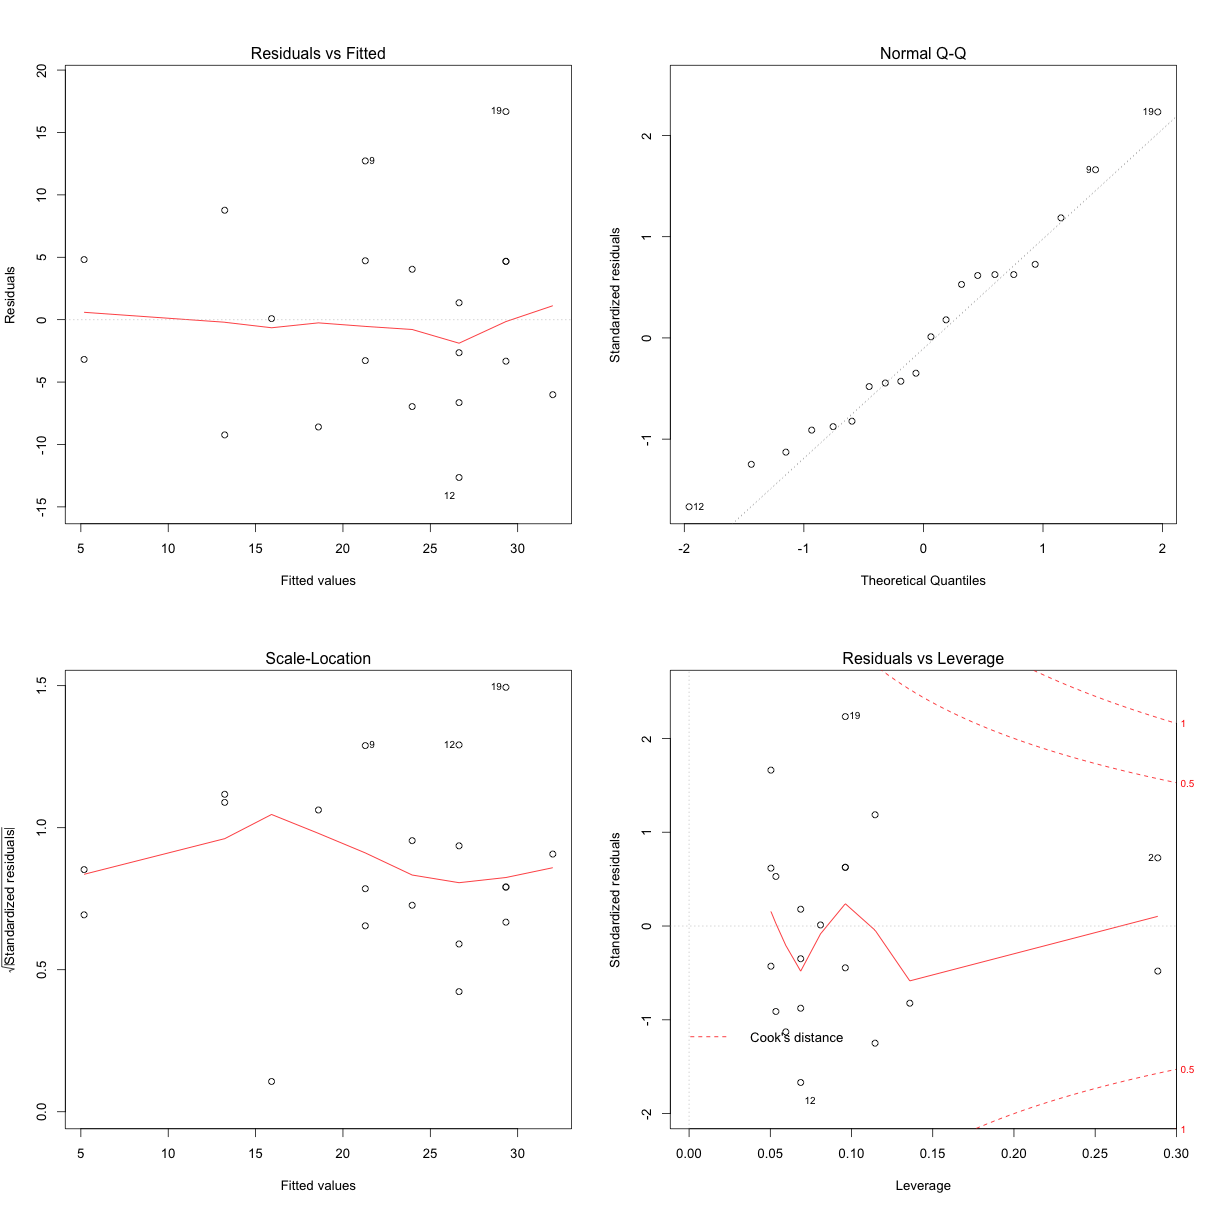 Residuals vs Fitted
20
15
10
5
0
-5
-10
-15
Residuals
19
9
12
5 10 15 20 25 30
Fitted values
Normal Q-Q
2
1
0
-1
Standardized residuals
19
9
12
-2 -1 0 1 2
Theoretical Quantiles
Scale-Location
1.5
1.0
0.5
0.0
√|Standardized residuals|
19
9
12
5 10 15 20 25 30
Fitted values
Residuals vs Leverage
2
1
0
-1
-2
Standardized residuals
19
2
12
Cook's distance
1
0.5
0.5
1
0.00 0.05 0.10 0.15 0.20 0.25 0.30
Leverage